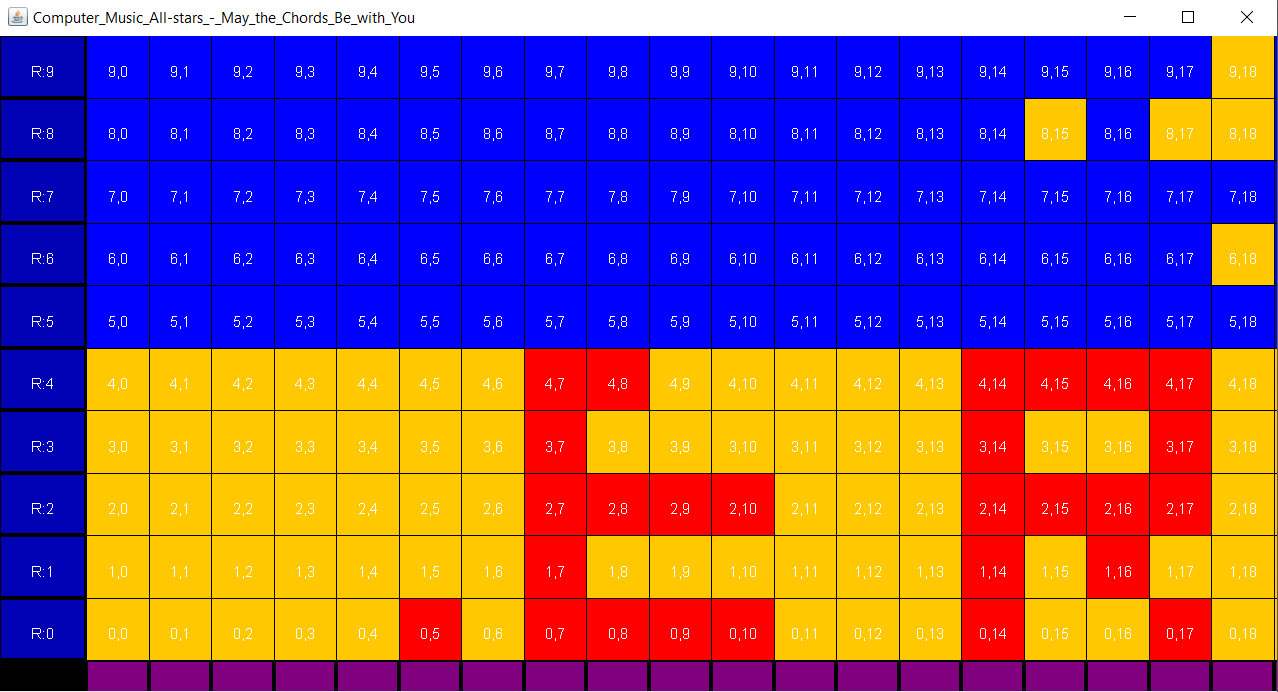 Computer_Music_All-stars_-_May_the_Chords_Be_with_You
R:9 9,0 9,1 9,2 9,3 9,4 9,5 9,6 9,7 9,8 9,9 9,10 9,11 9,12 9,13 9,14 9,15 9,16 9,17 9,18
R:8 8,0 8,1 8,2 8,3 8,4 8,5 8,6 8,7 8,8 8,9 8,10 8,11 8,12 8,13 8,14 8,15 8,16 8,17 8,18
R:7 7,0 7,1 7,2 7,3 7,4 7,5 7,6 7,7 7,8 7,9 7,10 7,11 7,12 7,13 7,14 7,15 7,16 7,17 7,18
R:6 6,0 6,1 6,2 6,3 6,4 6,5 6,6 6,7 6,8 6,9 6,10 6,11 6,12 6,13 6,14 6,15 6,16 6,17 6,18
R:5 5,0 5,1 5,2 5,3 5,4 5,5 5,6 5,7 5,8 5,9 5,10 5,11 5,12 5,13 5,14 5,15 5,16 5,17 5,18
R:4 4,0 4,1 4,2 4,3 4,4 4,5 4,6 4,7 4,8 4,9 4,10 4,11 4,12 4,13 4,14 4,15 4,16 4,17 4,18
R:3 3,0 3,1 3,2 3,3 3,4 3,5 3,6 3,7 3,8 3,9 3,10 3,11 3,12 3,13 3,14 3,15 3,16 3,17 3,18
R:2 2,0 2,1 2,2 2,3 2,4 2,5 2,6 2,7 2,8 2,9 2,10 2,11 2,12 2,13 2,14 2,15 2,16 2,17 2,18
R:1 1,0 1,1 1,2 1,3 1,4 1,5 1,6 1,7 1,8 1,9 1,10 1,11 1,12 1,13 1,14 1,15 1,16 1,17 1,18
R:0 0,0 0,1 0,2 0,3 0,4 0,5 0,6 0,7 0,8 0,9 0,10 0,11 0,12 0,13 0,14 0,15 0,16 0,17 0,18